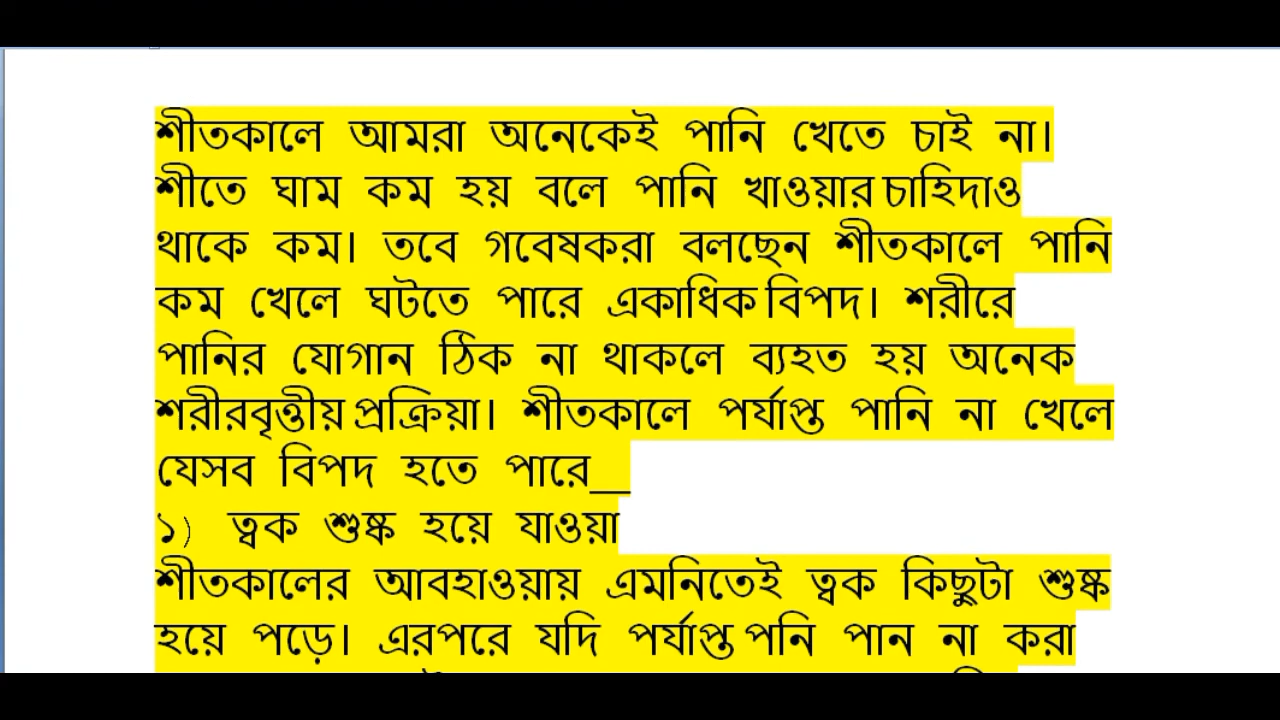 শীতকালে আমরা অনেকেই পানি খেতে চাই না।
শীতে ঘাম কম হয় বলে পানি খাওয়ার চাহিদাও
থাকে কম। তবে গবেষকরা বলছেন শীতকালে পানি
কম খেলে ঘটতে পারে একাধিক বিপদ। শরীরে
পানির যোগান ঠিক না থাকলে ব্যহত হয় অনেক
শরীরবৃত্তীয় প্রক্রিয়া। শীতকালে পর্যাপ্ত পানি না খেলে
যেসব বিপদ হতে পারে__
১) ত্বক শুষ্ক হয়ে যাওয়া
শীতকালের আবহাওয়ায় এমনিতেই ত্বক কিছুটা শুষ্ক
হয়ে পড়ে। এরপরে যদি পর্যাপ্ত পনি পান না করা